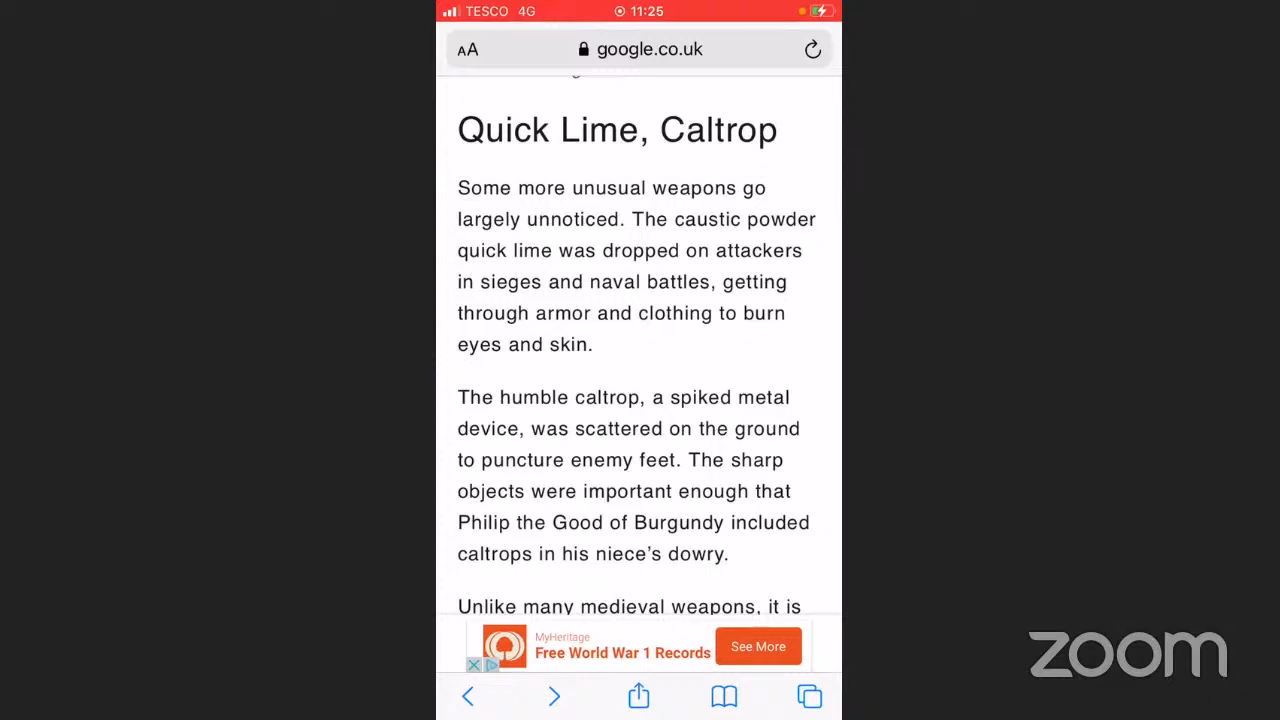 TESCO 4G 11:25
AA google.co.uk
Quick Lime, Caltrop
Some more unusual weapons go
largely unnoticed. The caustic powder
quick lime was dropped on attackers
in sieges and naval battles, getting
through armor and clothing to burn
eyes and skin.
The humble caltrop, a spiked metal
device, was scattered on the ground
to puncture enemy feet. The sharp
objects were important enough that
Philip the Good of Burgundy included
caltrops in his niece’s dowry.
Unlike many medieval weapons, it is
MyHeritage
Free World War 1 Records
See More
zoom